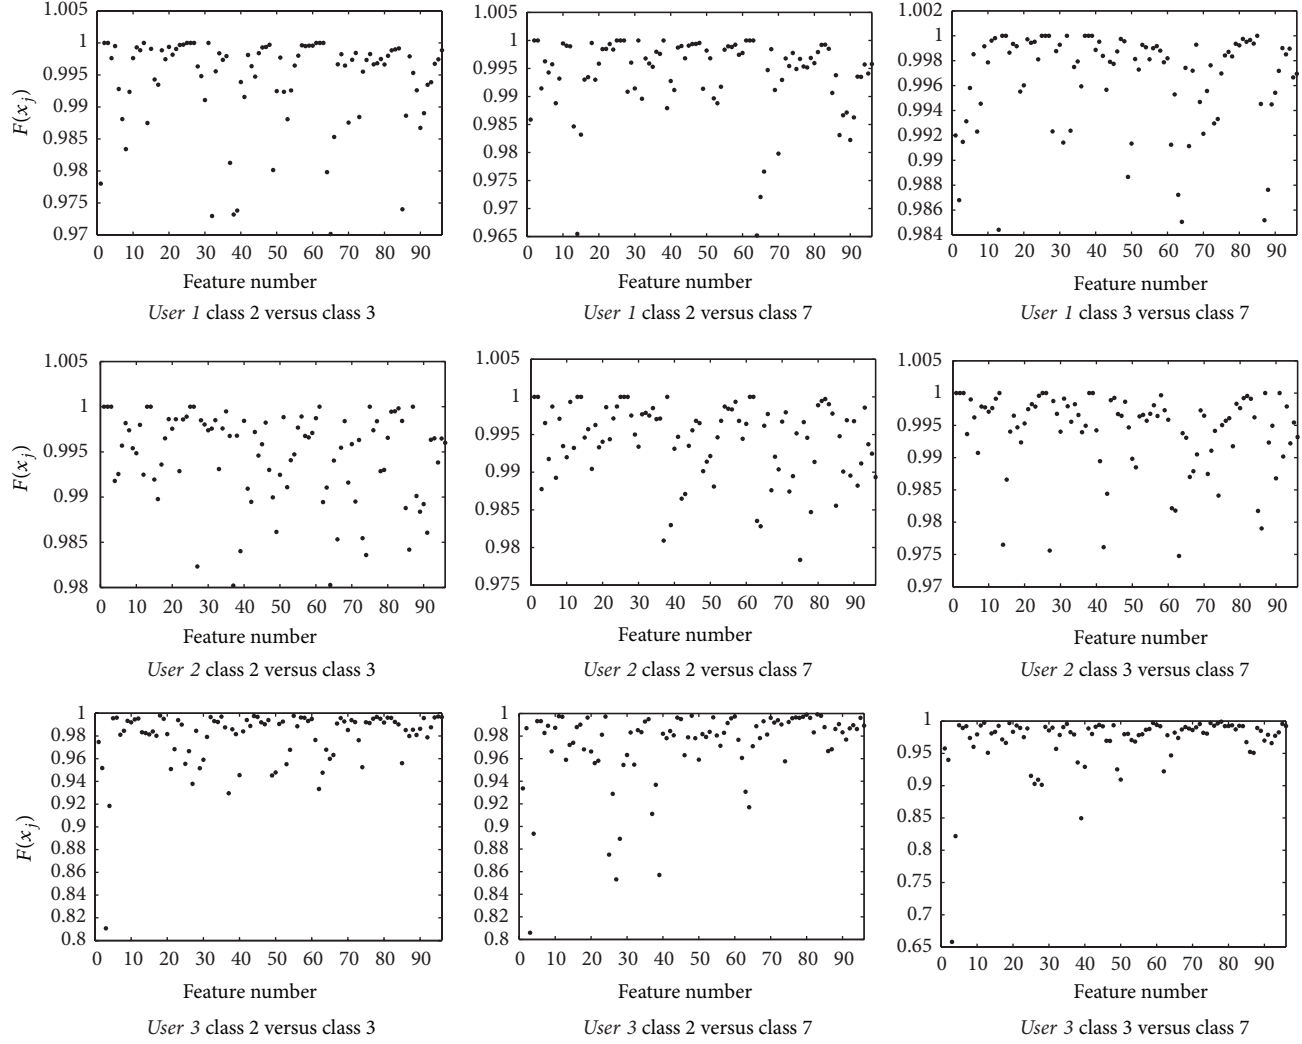 1.005
1
0.995
0.99
0.985
0.98
0.975
0.97
F(x_j)
0 10 20 30 40 50 60 70 80 90
Feature number
User 1 class 2 versus class 3
1.005
1
0.995
0.99
0.985
0.98
0.975
0.97
0.965
0 10 20 30 40 50 60 70 80 90
Feature number
User 1 class 2 versus class 7
1.002
1
0.998
0.996
0.994
0.992
0.99
0.988
0.986
0.984
0 10 20 30 40 50 60 70 80 90
Feature number
User 1 class 3 versus class 7
1.005
1
0.995
0.99
0.985
0.98
F(x_j)
0 10 20 30 40 50 60 70 80 90
Feature number
User 2 class 2 versus class 3
1.005
1
0.995
0.99
0.985
0.98
0.975
0 10 20 30 40 50 60 70 80 90
Feature number
User 2 class 2 versus class 7
1.005
1
0.995
0.99
0.985
0.98
0.975
0.97
0 10 20 30 40 50 60 70 80 90
Feature number
User 2 class 3 versus class 7
1
0.98
0.96
0.94
0.92
0.9
0.88
0.86
0.84
0.82
0.8
F(x_j)
0 10 20 30 40 50 60 70 80 90
Feature number
User 3 class 2 versus class 3
1
0.98
0.96
0.94
0.92
0.9
0.88
0.86
0.84
0.82
0.8
0 10 20 30 40 50 60 70 80 90
Feature number
User 3 class 2 versus class 7
1
0.95
0.9
0.85
0.8
0.75
0.7
0.65
0 10 20 30 40 50 60 70 80 90
Feature number
User 3 class 3 versus class 7